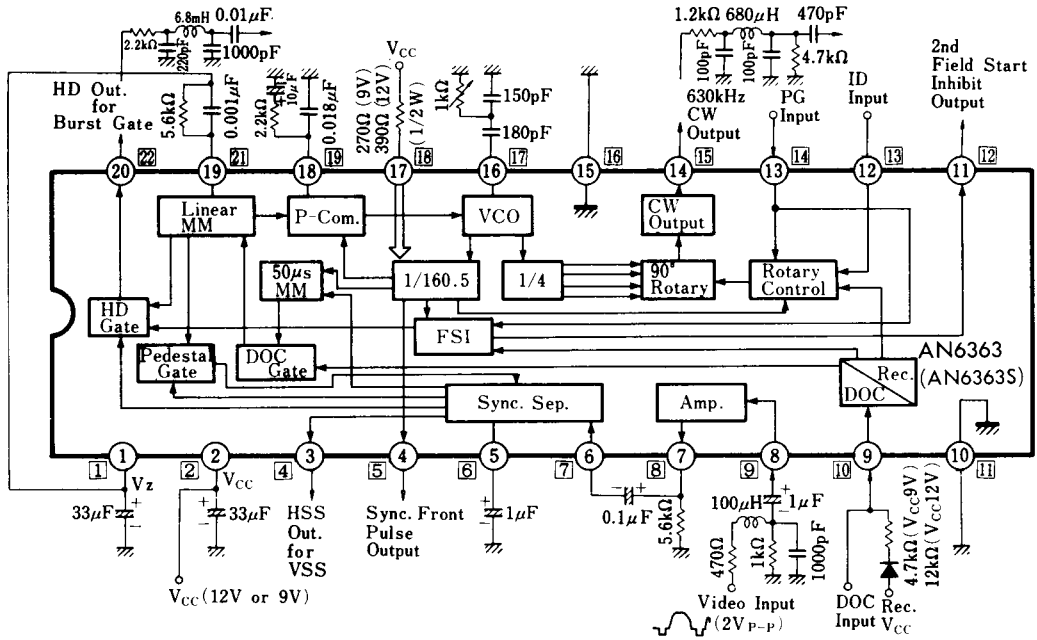 6.8mH
0.01μF
2.2kΩ
220pF
1000pF
HD Out.
for
Burst Gate
5.6kΩ
0.001μF
2.2kΩ
10μF
0.018μF
VCC
270Ω (9V)
390Ω (12V)
(1/2W)
1kΩ
150pF
180pF
1.2kΩ
680μH
470pF
100pF
100pF
4.7kΩ
630kHz
CW
Output
PG
Input
ID
Input
2nd
Field Start
Inhibit
Output
22
21
19
18
17
16
15
14
13
12
20
19
18
17
16
15
14
13
12
11
Linear
MM
P-Com.
VCO
CW
Output
50μs
MM
1/160.5
1/4
90°
Rotary
Rotary
Control
HD
Gate
FSI
Pedestal
Gate
DOC
Gate
Rec.
DOC
AN6363
(AN6363S)
Sync. Sep.
Amp.
1
2
3
4
5
6
7
8
9
10
1
2
4
5
6
7
8
9
10
11
Vz
VCC
33μF
+
−
33μF
+
−
VCC (12V or 9V)
HSS
Out.
for
VSS
Sync. Front
Pulse
Output
+
−
1μF
−
+
0.1μF
5.6kΩ
100μH
+
−
1μF
470Ω
1kΩ
1000pF
Video Input
(2VP-P)
DOC
Input
Rec.
VCC
4.7kΩ (VCC9V)
12kΩ (VCC12V)